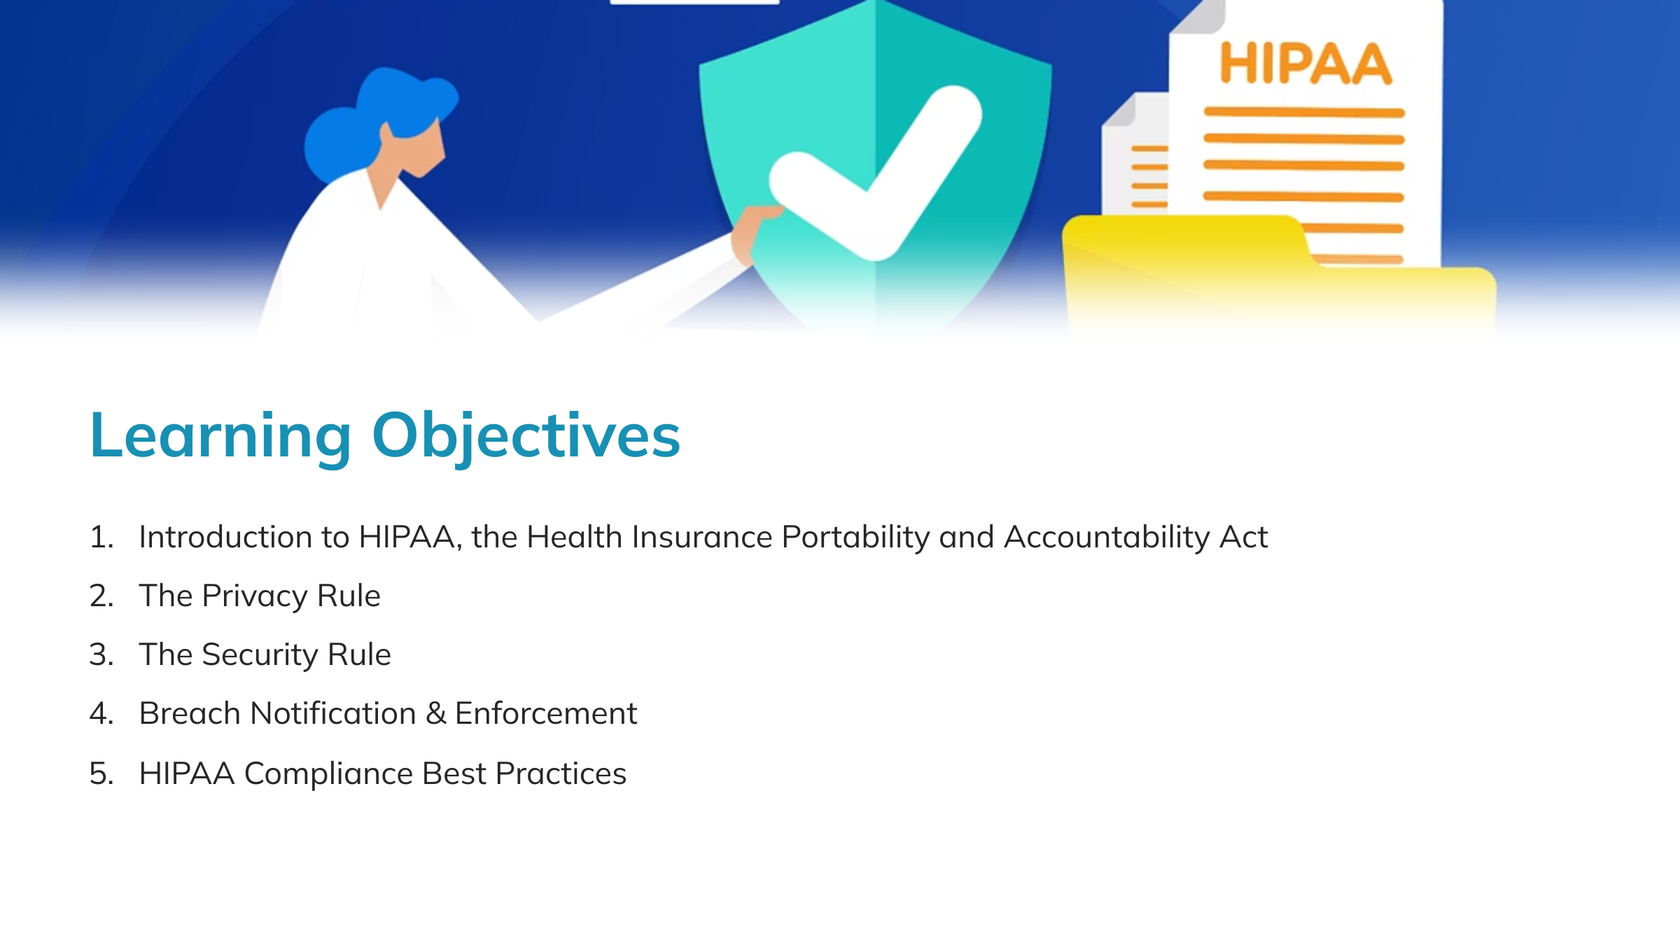 HIPAA
Learning Objectives
1. Introduction to HIPAA, the Health Insurance Portability and Accountability Act
2. The Privacy Rule
3. The Security Rule
4. Breach Notification & Enforcement
5. HIPAA Compliance Best Practices